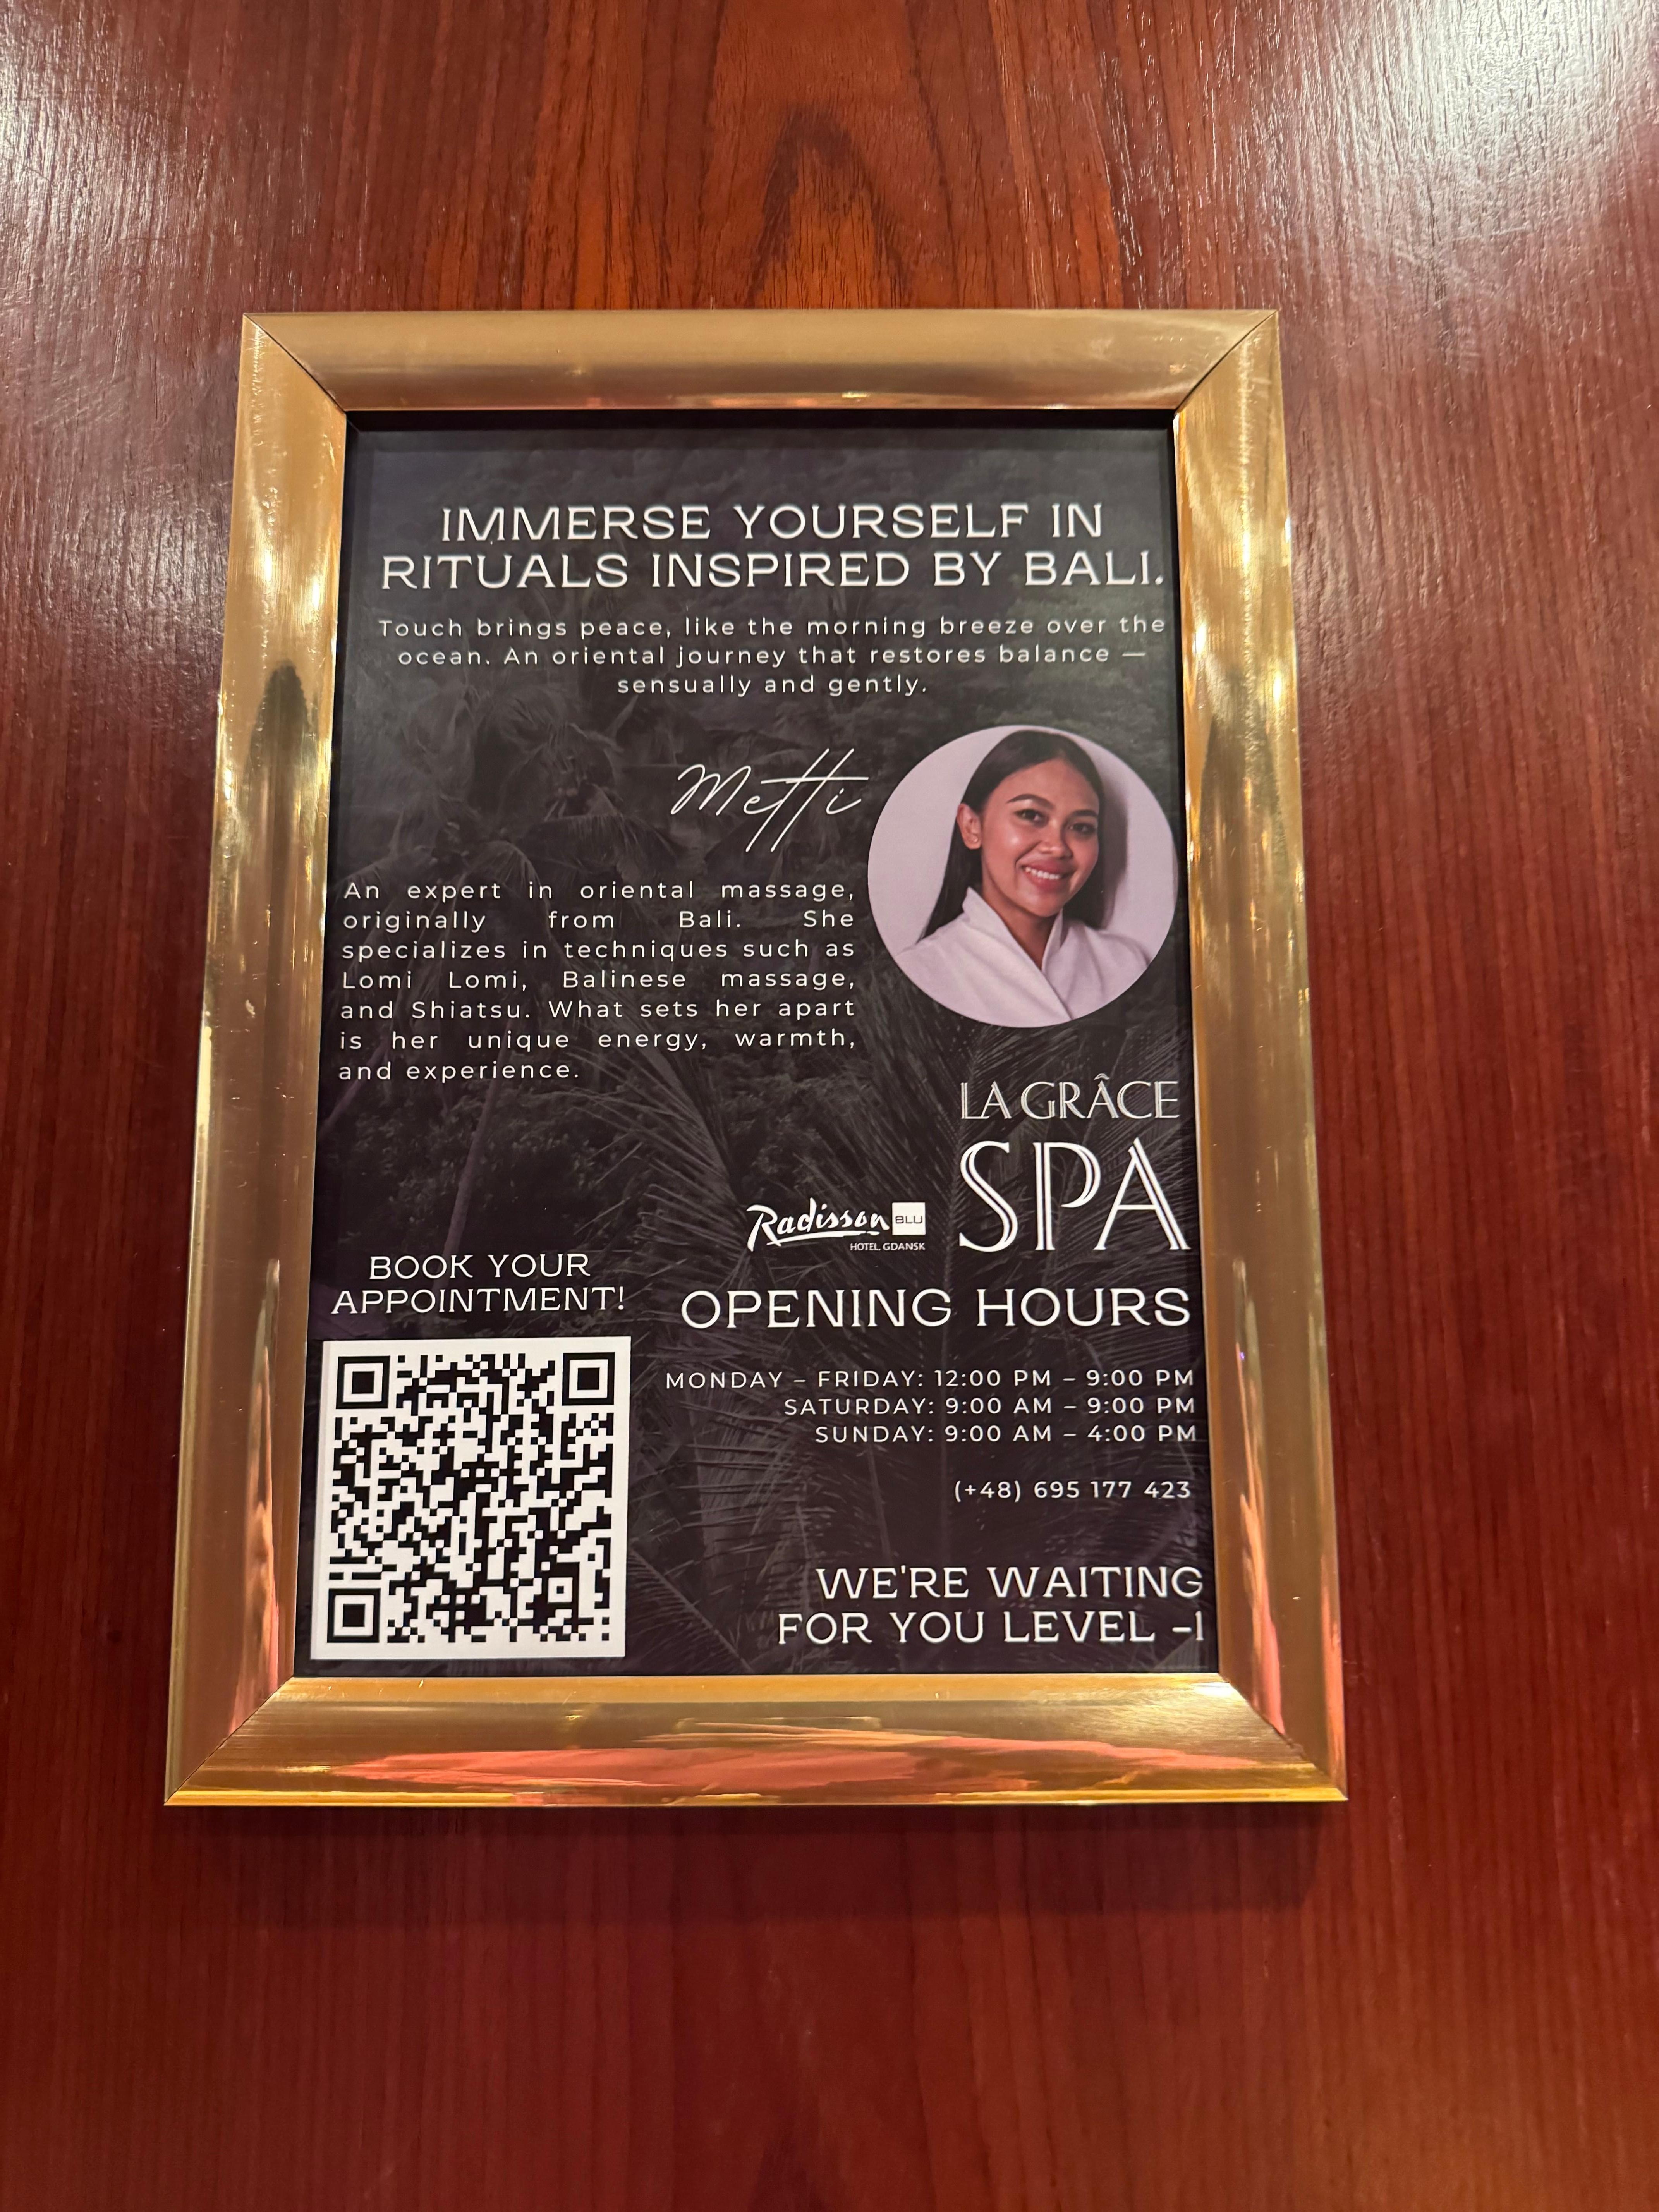 IMMERSE YOURSELF IN
RITUALS INSPIRED BY BALI.
Touch brings peace, like the morning breeze over the
ocean. An oriental journey that restores balance —
sensually and gently.
Metti
An expert in oriental massage,
originally from Bali. She
specializes in techniques such as
Lomi Lomi, Balinese massage,
and Shiatsu. What sets her apart
is her unique energy, warmth,
and experience.
LA GRÂCE
SPA
Radisson BLU
HOTEL, GDANSK
BOOK YOUR
APPOINTMENT!
OPENING HOURS
MONDAY – FRIDAY: 12:00 PM – 9:00 PM
SATURDAY: 9:00 AM – 9:00 PM
SUNDAY: 9:00 AM – 4:00 PM
(+48) 695 177 423
WE'RE WAITING
FOR YOU LEVEL -1